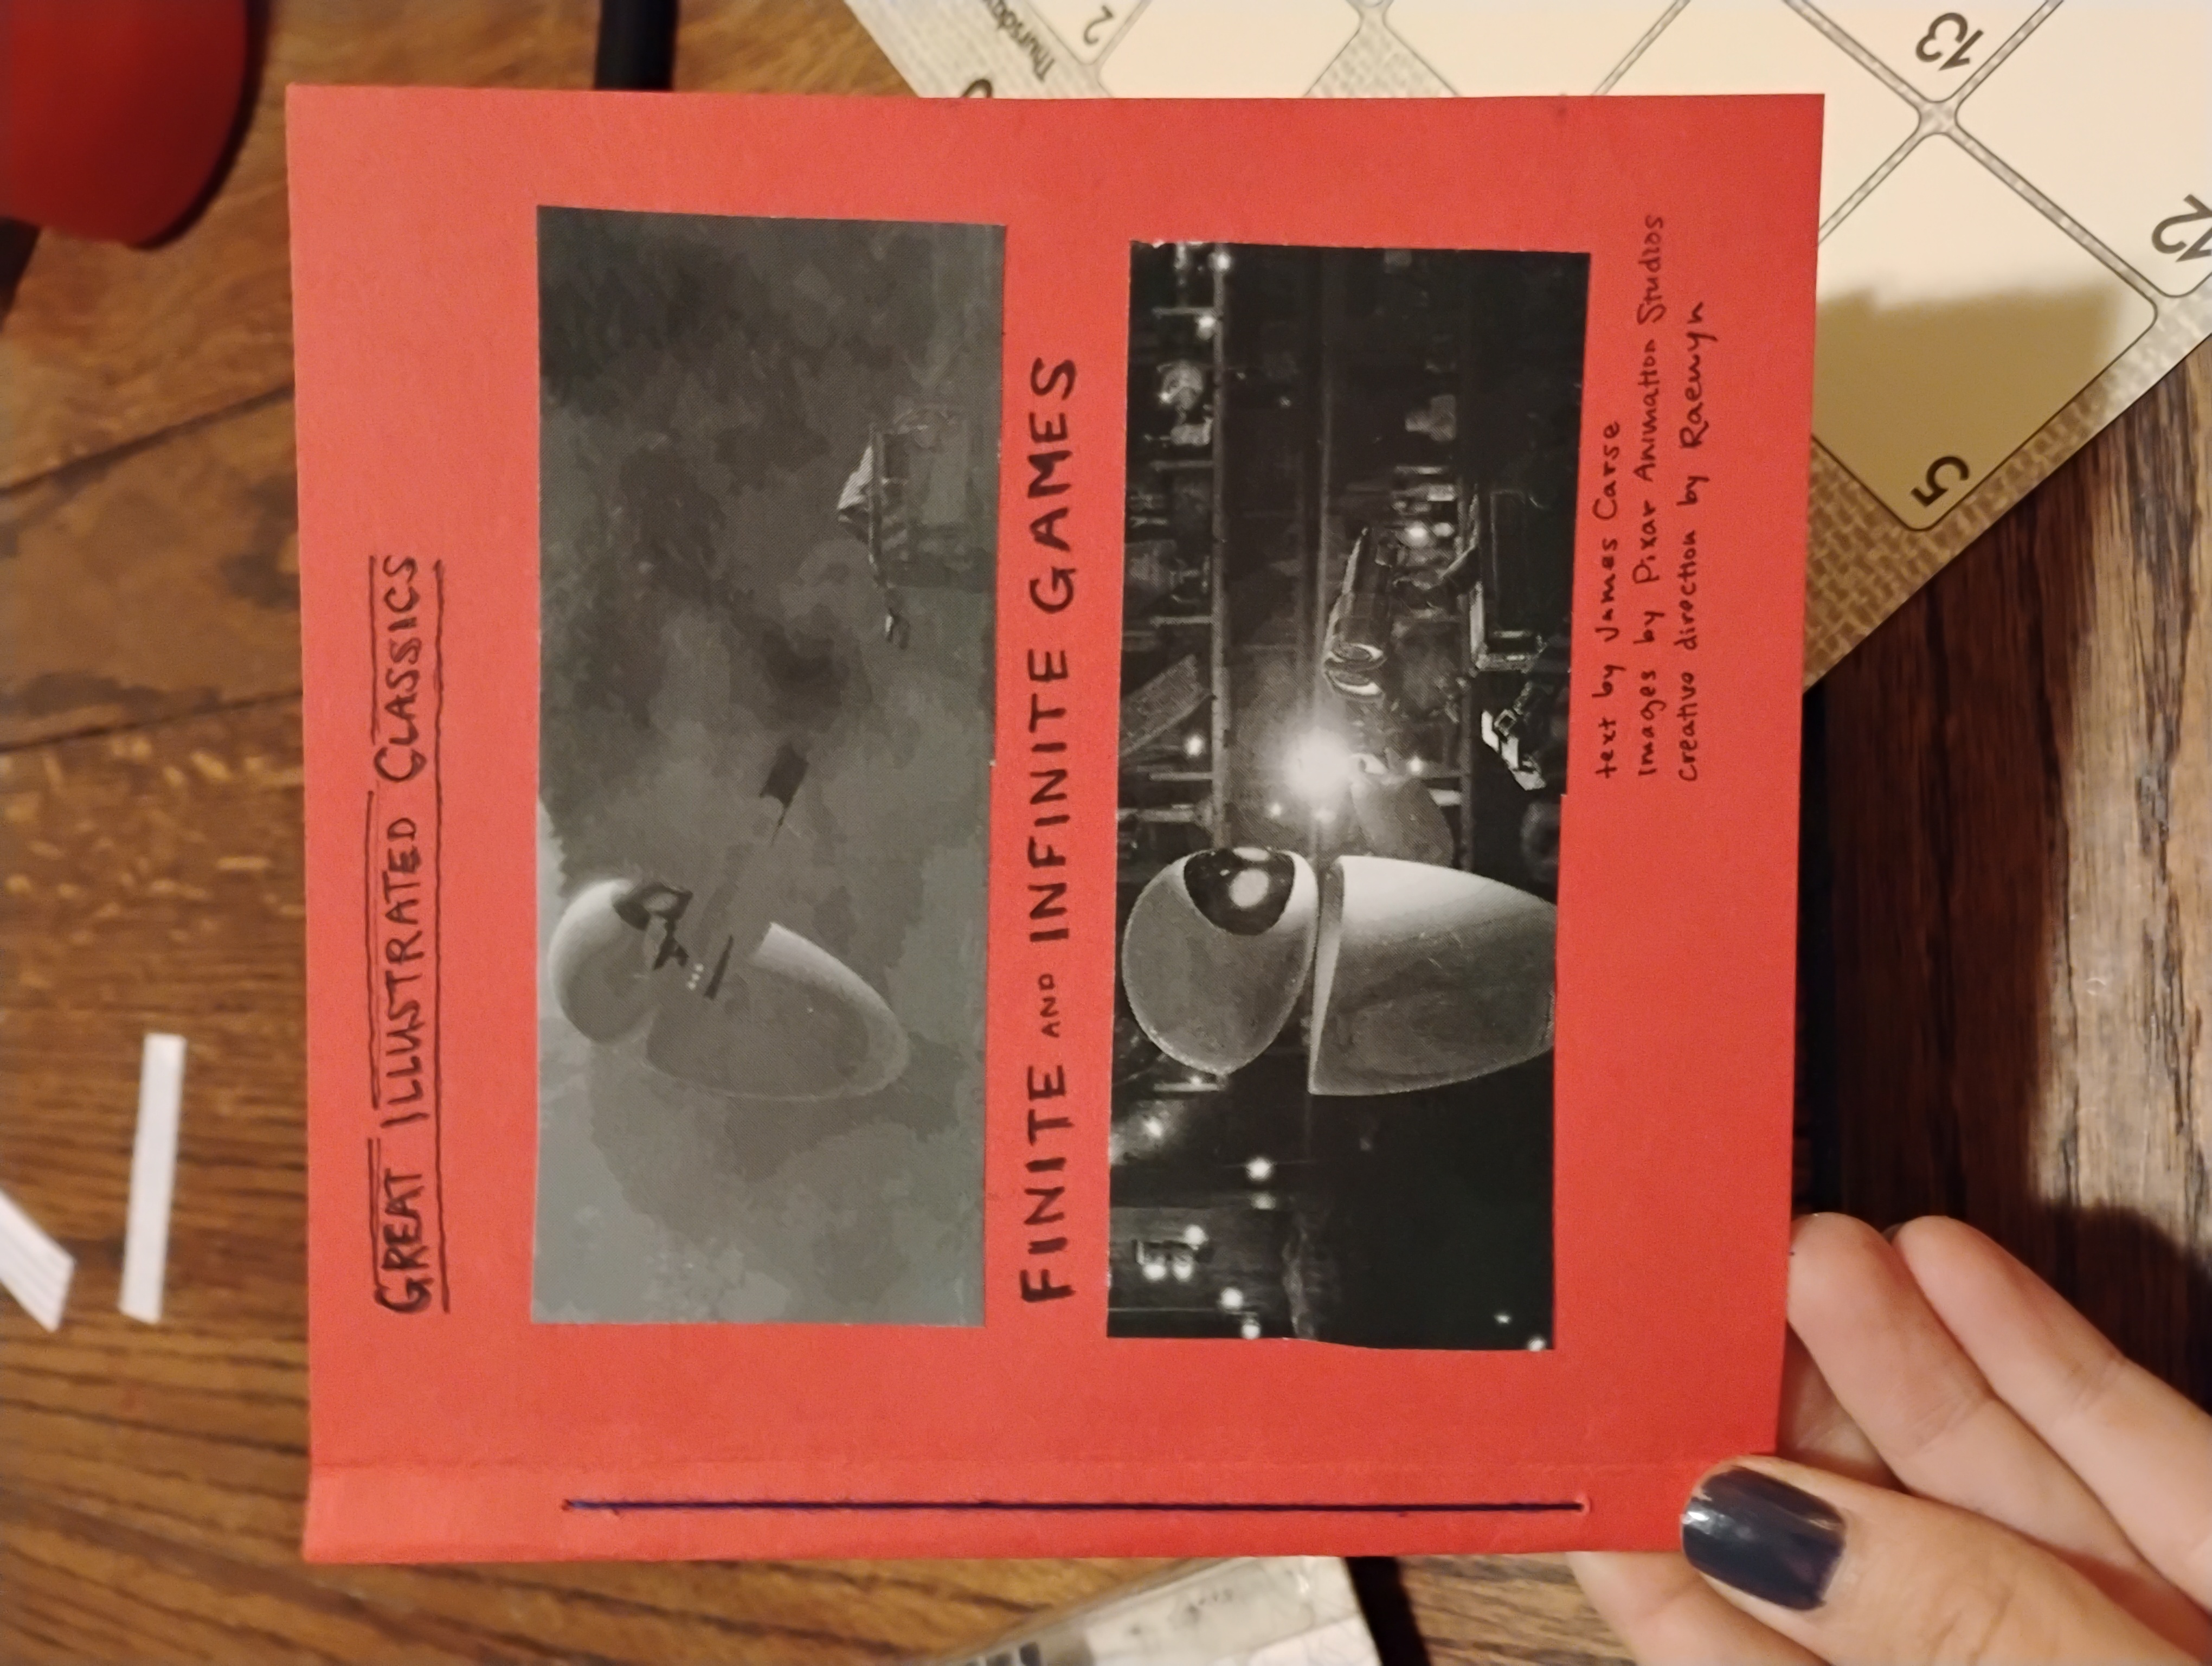 GREAT ILLUSTRATED CLASSICS
FINITE AND INFINITE GAMES
text by James Carse
images by Pixar Animation Studios
creative direction by Raewyn
Thursday
2
5
13
12